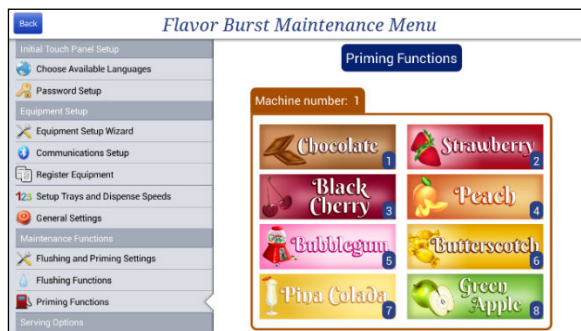 Back
Flavor Burst Maintenance Menu
Initial Touch Panel Setup
Choose Available Languages
Password Setup
Equipment Setup
Equipment Setup Wizard
Communications Setup
Register Equipment
123 Setup Trays and Dispense Speeds
General Settings
Maintenance Functions
Flushing and Priming Settings
Flushing Functions
Priming Functions
Serving Options
Priming Functions
Machine number: 1
Chocolate
1
Strawberry
2
Black
Cherry
3
Peach
4
Bubblegum
5
Butterscotch
6
Pina Colada
7
Green
Apple
8